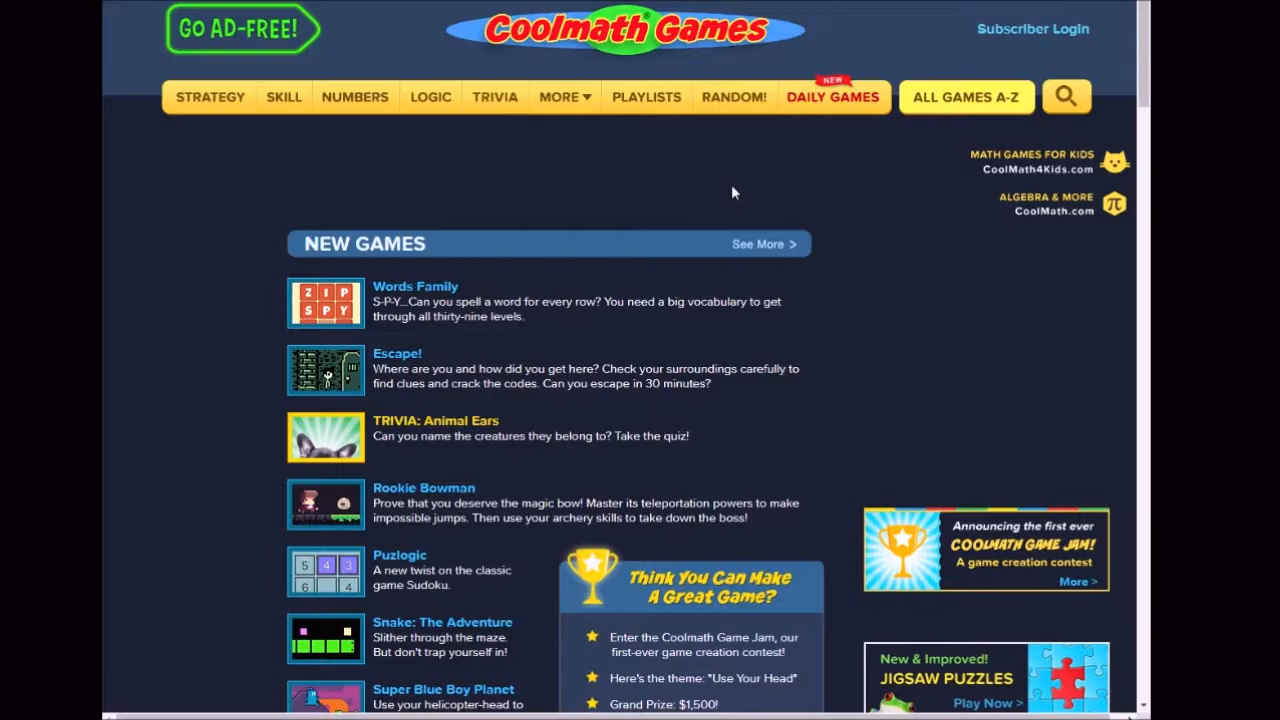 Go AD-FREE!
Coolmath Games
Subscriber Login
STRATEGY SKILL NUMBERS LOGIC TRIVIA MORE PLAYLISTS RANDOM! NEW DAILY GAMES ALL GAMES A-Z
MATH GAMES FOR KIDS
CoolMath4Kids.com
ALGEBRA & MORE
CoolMath.com
π
NEW GAMES See More >
Z I P
S P Y
Words Family
S-P-Y...Can you spell a word for every row? You need a big vocabulary to get
through all thirty-nine levels.
Escape!
Where are you and how did you get here? Check your surroundings carefully to
find clues and crack the codes. Can you escape in 30 minutes?
TRIVIA: Animal Ears
Can you name the creatures they belong to? Take the quiz!
Rookie Bowman
Prove that you deserve the magic bow! Master its teleportation powers to make
impossible jumps. Then use your archery skills to take down the boss!
5 4 3
6 4
Puzlogic
A new twist on the classic
game Sudoku.
Snake: The Adventure
Slither through the maze.
But don't trap yourself in!
Super Blue Boy Planet
Use your helicopter-head to
Think You Can Make
A Great Game?
Enter the Coolmath Game Jam, our
first-ever game creation contest!
Here's the theme: "Use Your Head"
Grand Prize: $1,500!
Announcing the first ever
COOLMATH GAME JAM!
A game creation contest
More >
New & Improved!
JIGSAW PUZZLES
Play Now >